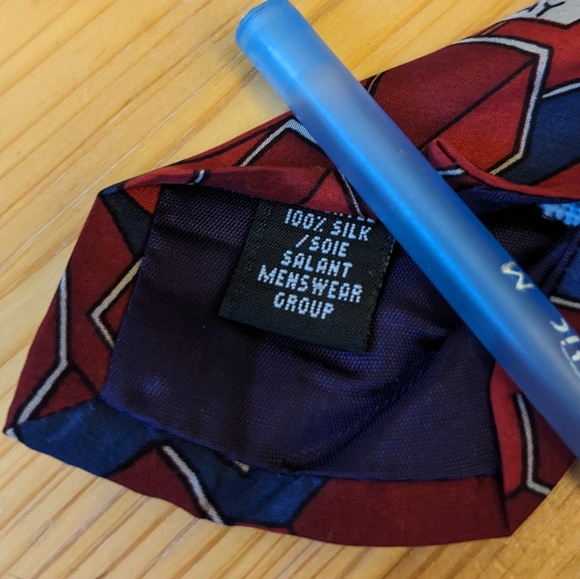 100% SILK
/SOIE
SALANT
MENSWEAR
GROUP